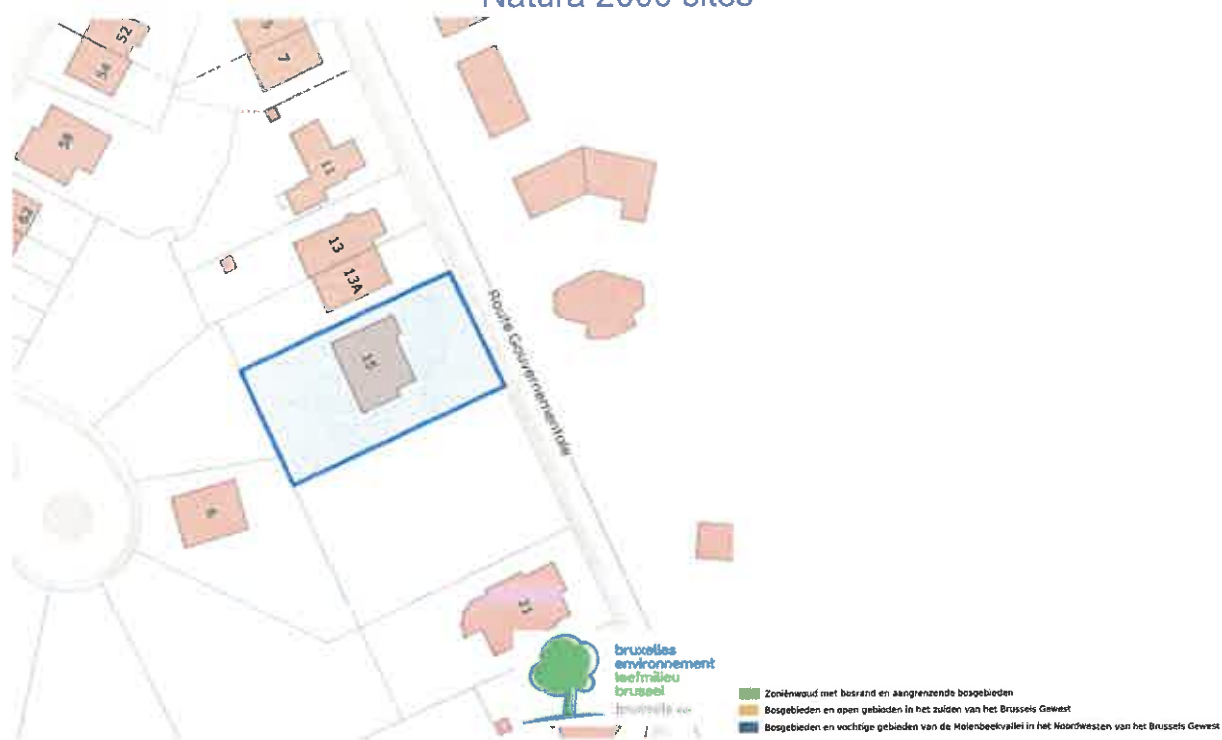 Natura 2000 sites
52
54
7
58
11
62
13
13A
15
Route Gouvernementale
21
bruxelles
environnement
leefmilieu
brussel
Zoniënwoud met bosrand en aangrenzende bosgebieden
Bosgebieden en open gebieden in het zuiden van het Brussels Gewest
Bosgebieden en vochtige gebieden van de Molenbeekvallei in het Noordwesten van het Brussels Gewest